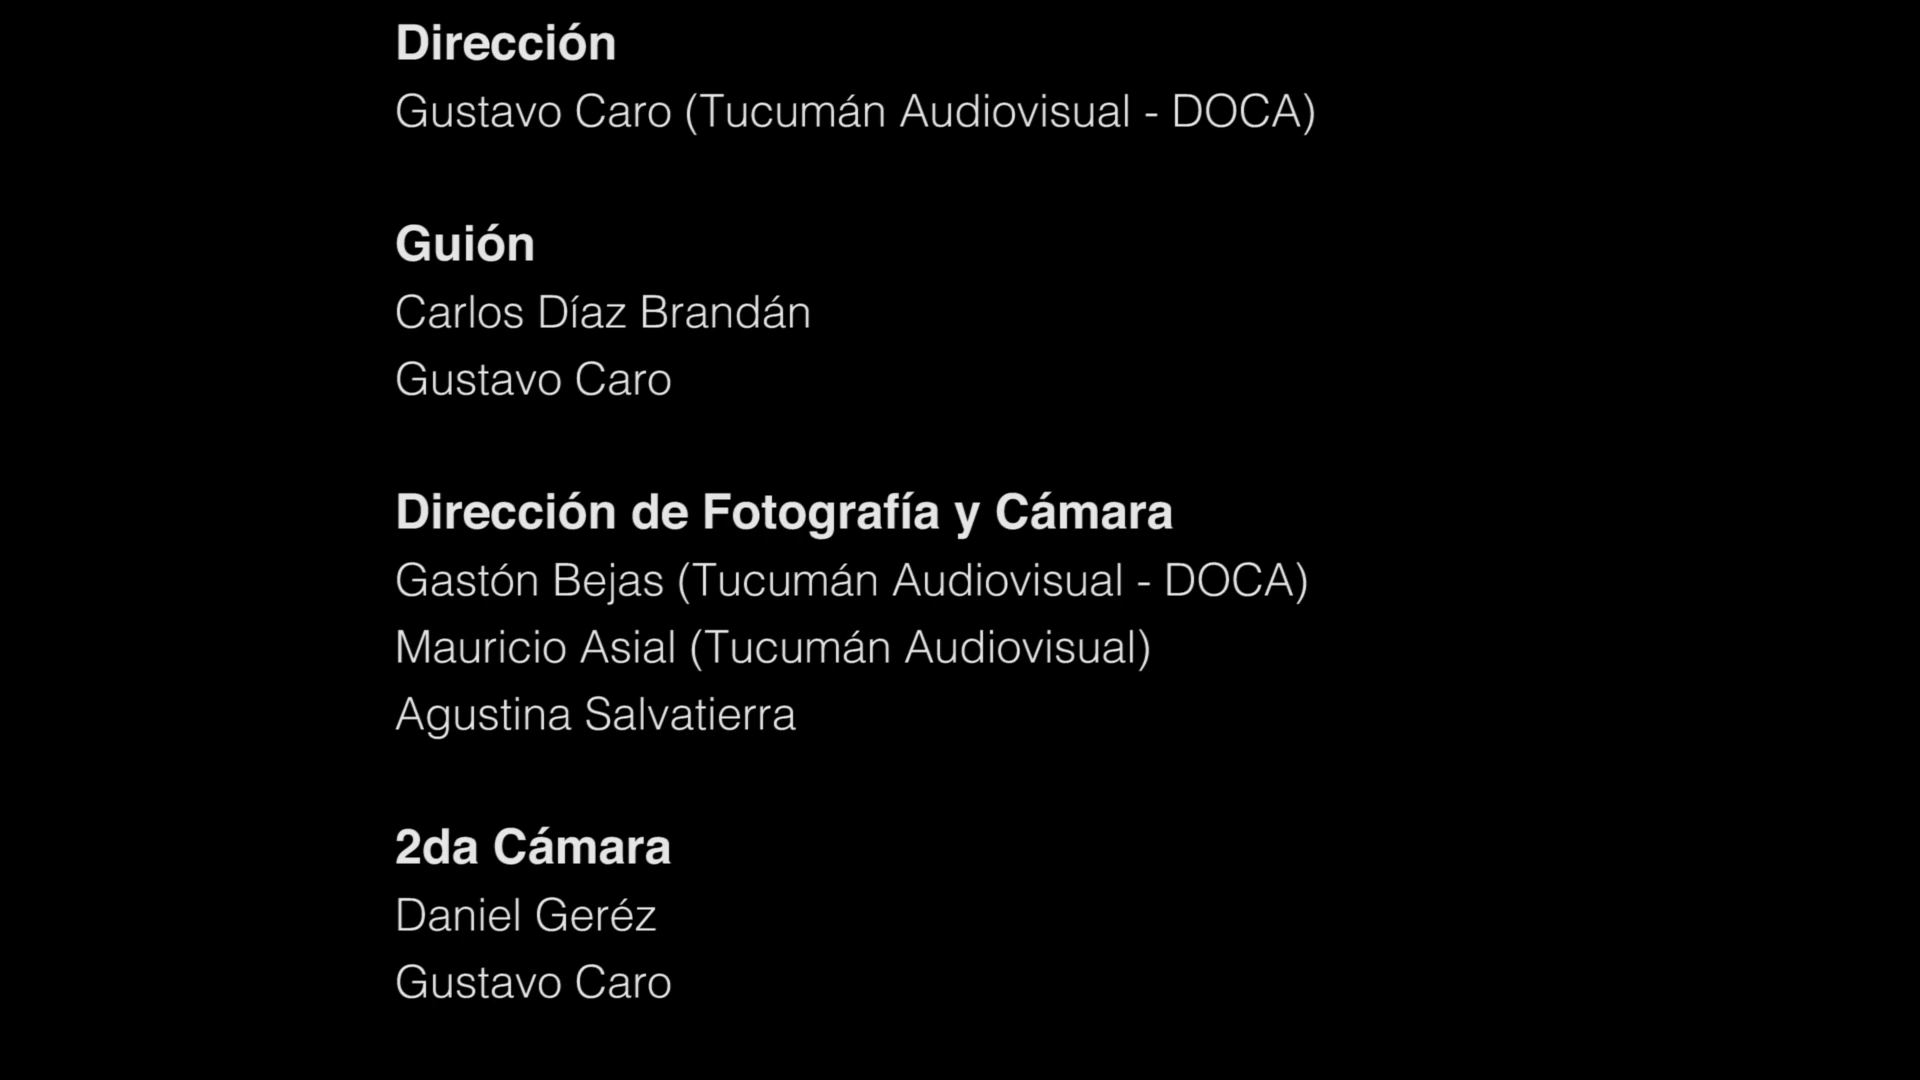 Dirección
Gustavo Caro (Tucumán Audiovisual - DOCA)
Guión
Carlos Díaz Brandán
Gustavo Caro
Dirección de Fotografía y Cámara
Gastón Bejas (Tucumán Audiovisual - DOCA)
Mauricio Asial (Tucumán Audiovisual)
Agustina Salvatierra
2da Cámara
Daniel Geréz
Gustavo Caro